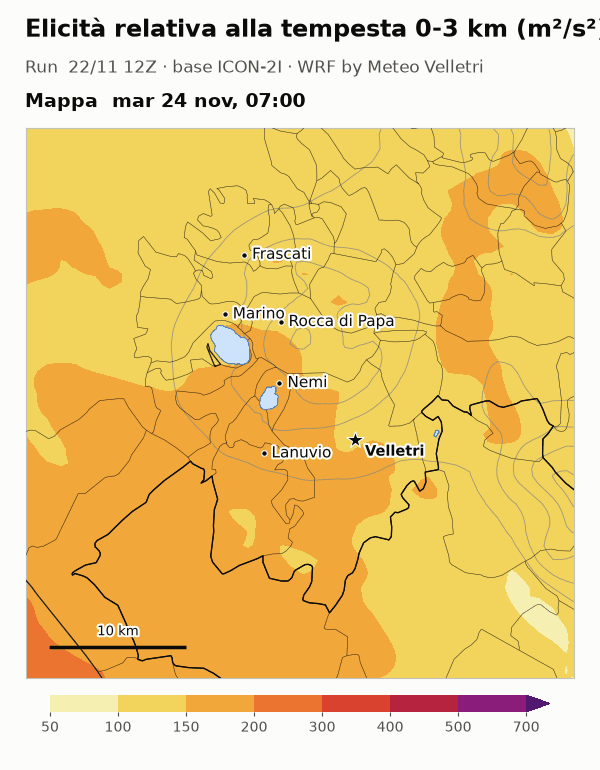 Elicità relativa alla tempesta 0-3 km (m²/s²)
Run 22/11 12Z · base ICON-2I · WRF by Meteo Velletri
Mappa mar 24 nov, 07:00
Frascati
Marino
Rocca di Papa
Nemi
Velletri
Lanuvio
10 km
50 100 150 200 300 400 500 700